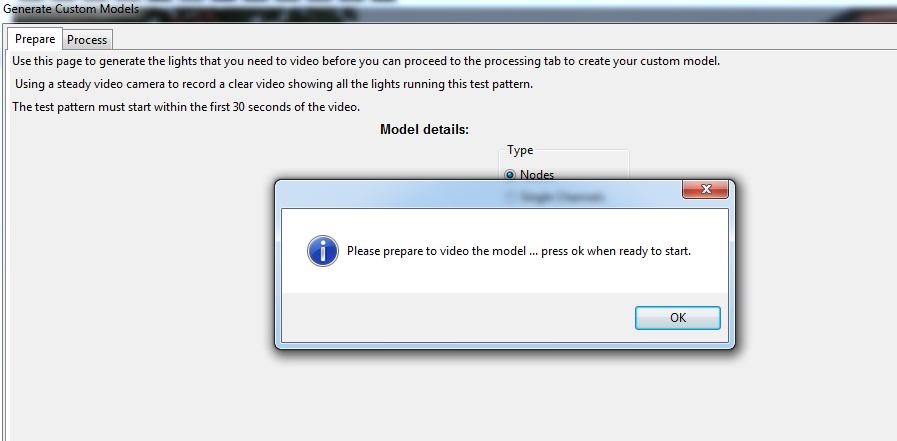 Generate Custom Models
Prepare
Process
Use this page to generate the lights that you need to video before you can proceed to the processing tab to create your custom model.
Using a steady video camera to record a clear video showing all the lights running this test pattern.
The test pattern must start within the first 30 seconds of the video.
Model details:
Type
Nodes
Single Channels
Please prepare to video the model ... press ok when ready to start.
OK